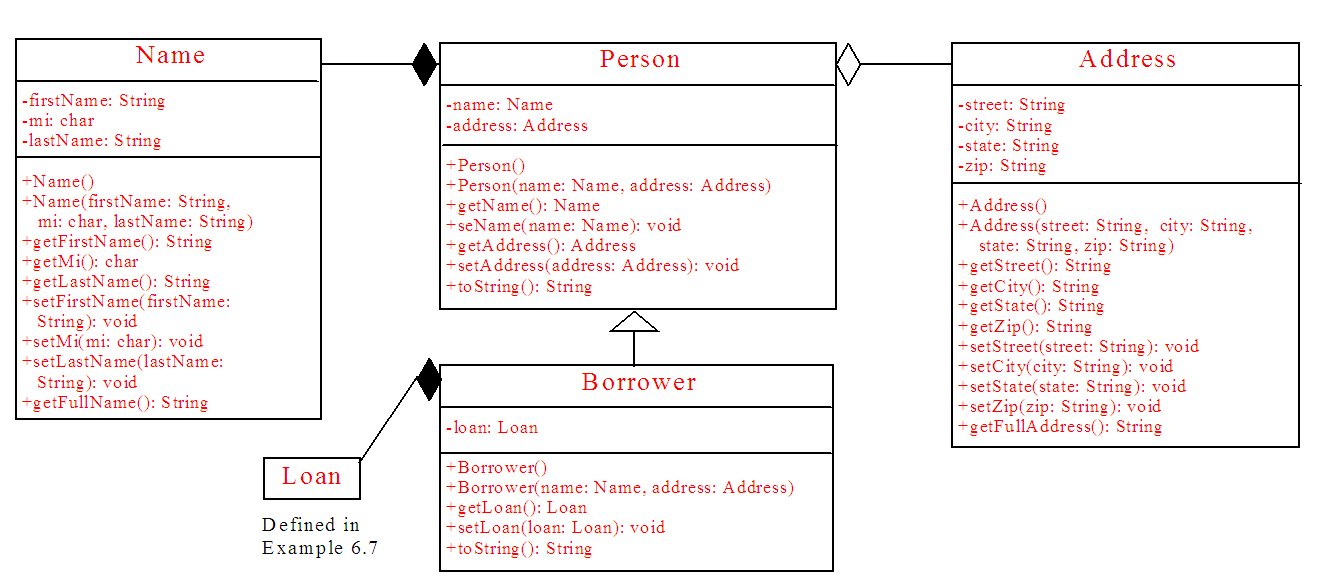 Name
-firstName: String
-mi: char
-lastName: String
+Name()
+Name(firstName: String,
mi: char, lastName: String)
+getFirstName(): String
+getMi(): char
+getLastName(): String
+setFirstName(firstName:
String): void
+setMi(mi: char): void
+setLastName(lastName:
String): void
+getFullName(): String
Person
-name: Name
-address: Address
+Person()
+Person(name: Name, address: Address)
+getName(): Name
+seName(name: Name): void
+getAddress(): Address
+setAddress(address: Address): void
+toString(): String
Address
-street: String
-city: String
-state: String
-zip: String
+Address()
+Address(street: String, city: String,
state: String, zip: String)
+getStreet(): String
+getCity(): String
+getState(): String
+getZip(): String
+setStreet(street: String): void
+setCity(city: String): void
+setState(state: String): void
+setZip(zip: String): void
+getFullAddress(): String
Borrower
-loan: Loan
+Borrower()
+Borrower(name: Name, address: Address)
+getLoan(): Loan
+setLoan(loan: Loan): void
+toString(): String
Loan
Defined in
Example 6.7